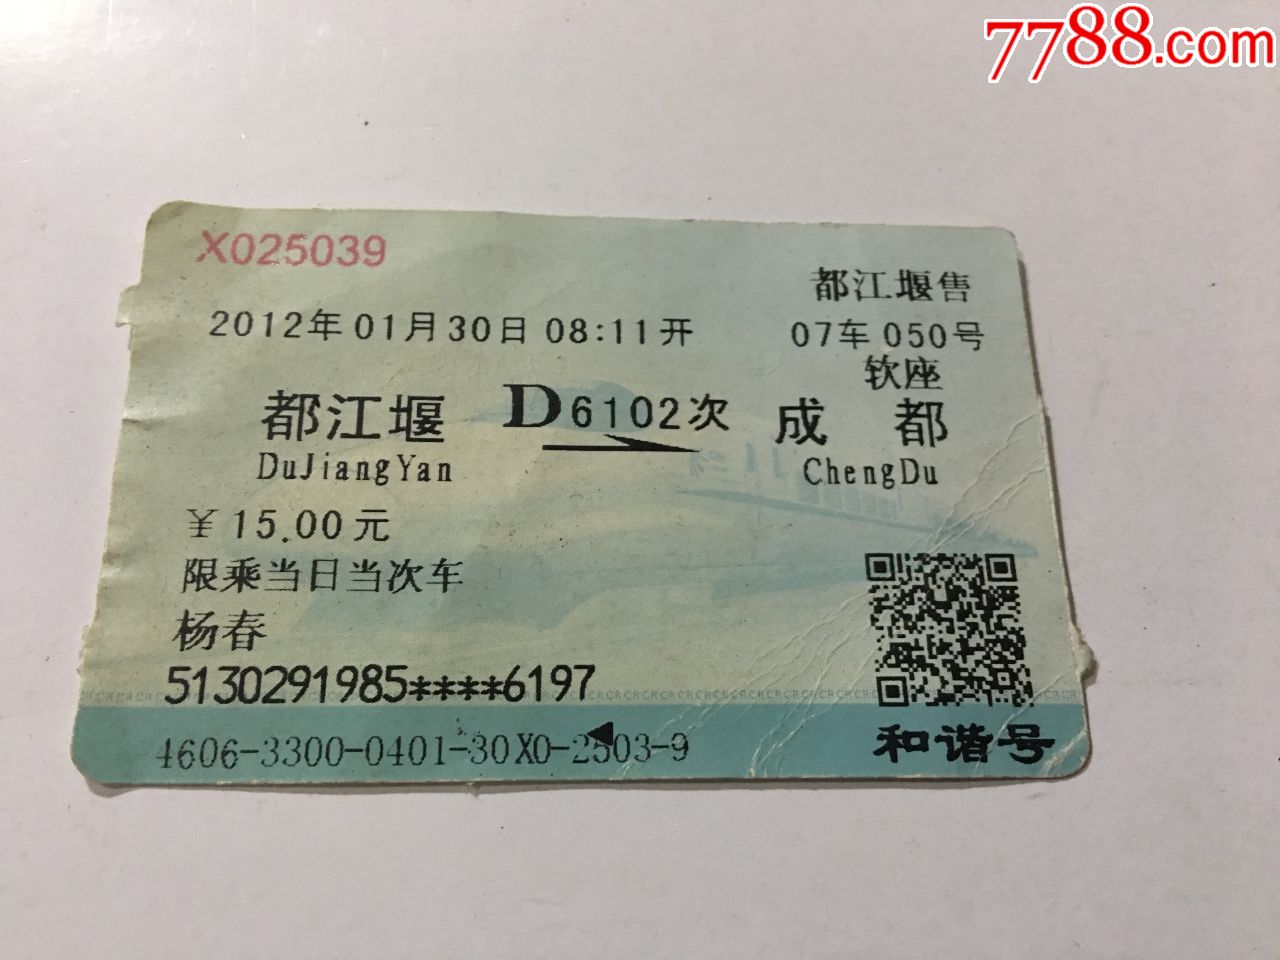 7788.com
X025039
都江堰售
2012年01月30日08:11开
07车050号
软座
都江堰 D6102次 成都
DuJiangYan ChengDu
￥15.00元
限乘当日当次车
杨春
5130291985****6197
4606-3300-0401-30X0-2503-9
和谐号